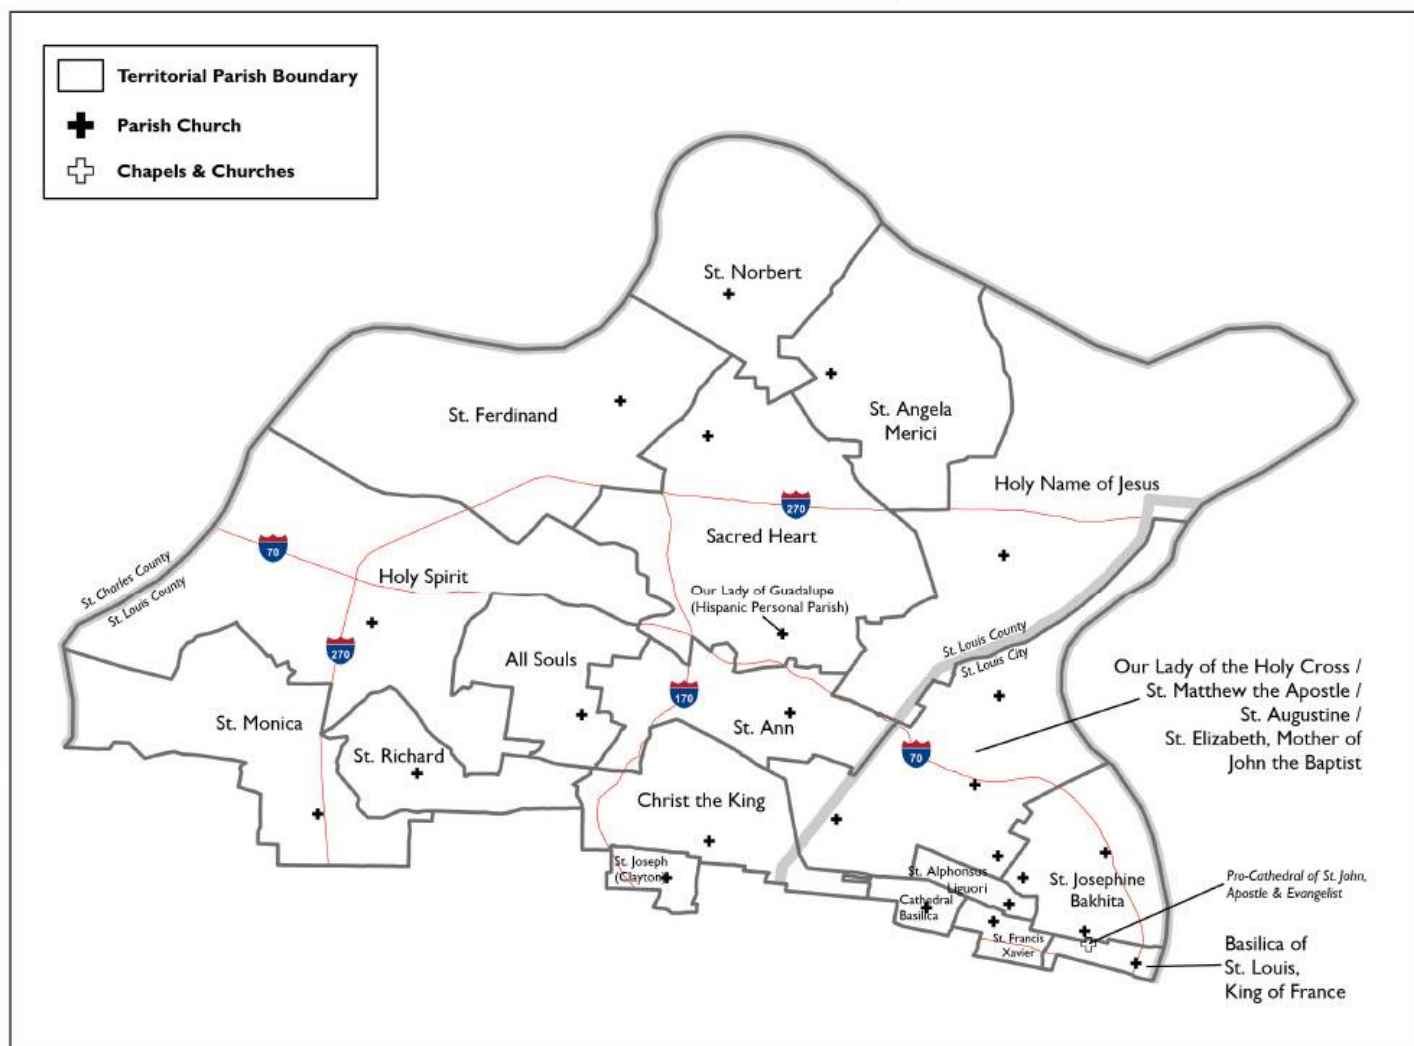 Territorial Parish Boundary
Parish Church
Chapels & Churches
St. Norbert
St. Ferdinand
St. Angela
Merici
Holy Name of Jesus
270
Sacred Heart
70
St. Charles County
St. Louis County
Holy Spirit
Our Lady of Guadalupe
(Hispanic Personal Parish)
St. Louis County
St. Louis City
270
All Souls
170
St. Monica
St. Ann
St. Richard
70
Our Lady of the Holy Cross /
St. Matthew the Apostle /
St. Augustine /
St. Elizabeth, Mother of
John the Baptist
Christ the King
St. Joseph
(Clayton)
St. Alphonsus
Liguori
St. Josephine
Bakhita
Pro-Cathedral of St. John,
Apostle & Evangelist
Cathedral
Basilica
St. Francis
Xavier
Basilica of
St. Louis,
King of France